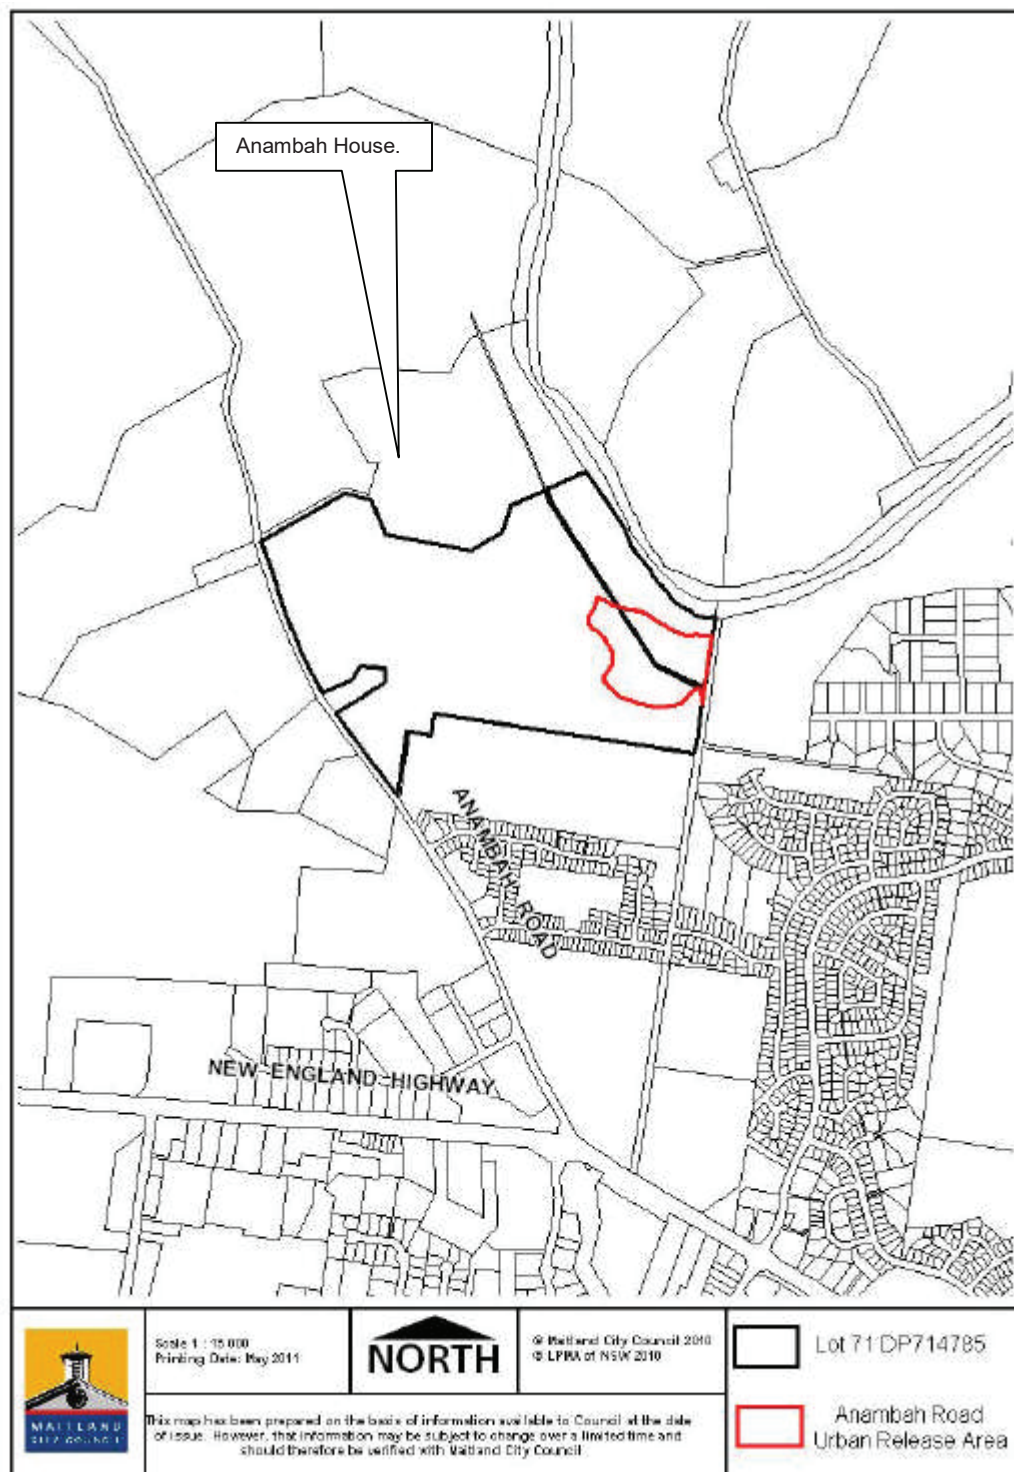 Anambah House.
ANAMBAH ROAD
NEW ENGLAND HIGHWAY
MAITLAND
CITY COUNCIL
Scale 1 : 15 000
Printing Date: May 2011
NORTH
© Maitland City Council 2010
© LPMA of NSW 2010
This map has been prepared on the basis of information available to Council at the date
of issue. However, that information may be subject to change over a limited time and
should therefore be verified with Maitland City Council
Lot 71 DP714785
Anambah Road
Urban Release Area